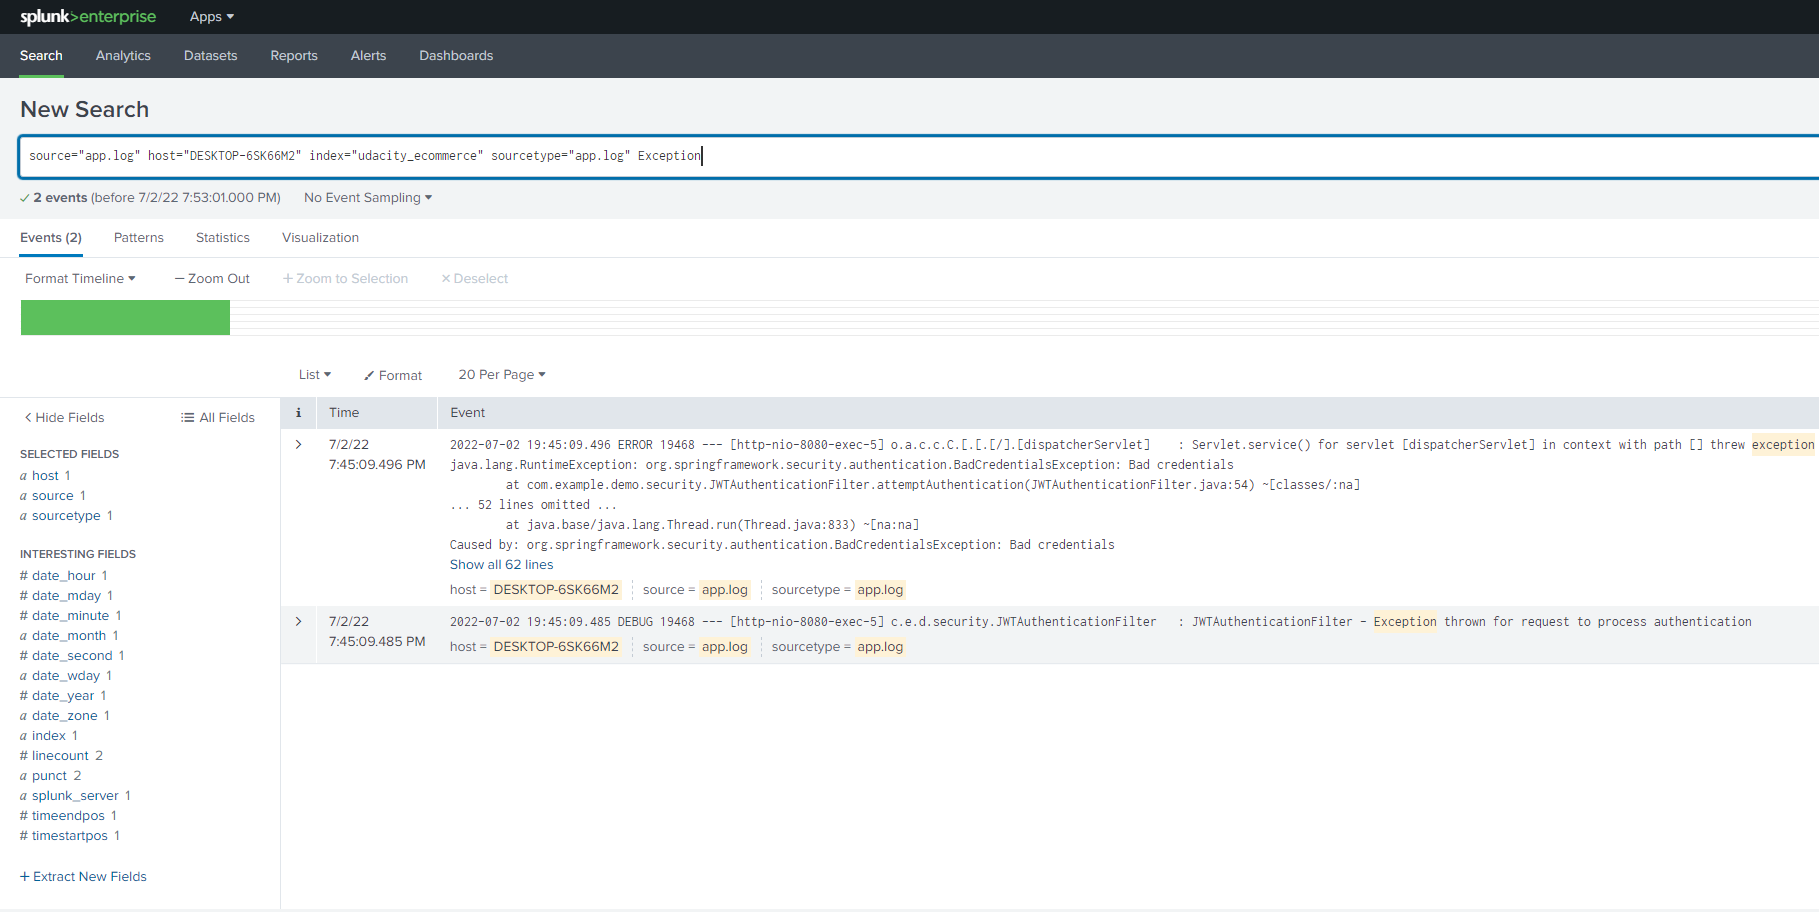 splunk>enterprise Apps
Search Analytics Datasets Reports Alerts Dashboards
New Search
source="app.log" host="DESKTOP-6SK66M2" index="udacity_ecommerce" sourcetype="app.log" Exception
2 events (before 7/2/22 7:53:01.000 PM) No Event Sampling
Events (2) Patterns Statistics Visualization
Format Timeline — Zoom Out + Zoom to Selection × Deselect
List Format 20 Per Page
< Hide Fields All Fields
SELECTED FIELDS
a host 1
a source 1
a sourcetype 1
INTERESTING FIELDS
# date_hour 1
# date_mday 1
# date_minute 1
a date_month 1
# date_second 1
a date_wday 1
# date_year 1
a date_zone 1
a index 1
# linecount 2
a punct 2
a splunk_server 1
# timeendpos 1
# timestartpos 1
+ Extract New Fields
i Time Event
> 7/2/22
7:45:09.496 PM
2022-07-02 19:45:09.496 ERROR 19468 --- [http-nio-8080-exec-5] o.a.c.c.C.[.[.[/].[dispatcherServlet] : Servlet.service() for servlet [dispatcherServlet] in context with path [] threw exception
java.lang.RuntimeException: org.springframework.security.authentication.BadCredentialsException: Bad credentials
at com.example.demo.security.JWTAuthenticationFilter.attemptAuthentication(JWTAuthenticationFilter.java:54) ~[classes/:na]
... 52 lines omitted ...
at java.base/java.lang.Thread.run(Thread.java:833) ~[na:na]
Caused by: org.springframework.security.authentication.BadCredentialsException: Bad credentials
Show all 62 lines
host = DESKTOP-6SK66M2 source = app.log sourcetype = app.log
> 7/2/22
7:45:09.485 PM
2022-07-02 19:45:09.485 DEBUG 19468 --- [http-nio-8080-exec-5] c.e.d.security.JWTAuthenticationFilter : JWTAuthenticationFilter - Exception thrown for request to process authentication
host = DESKTOP-6SK66M2 source = app.log sourcetype = app.log